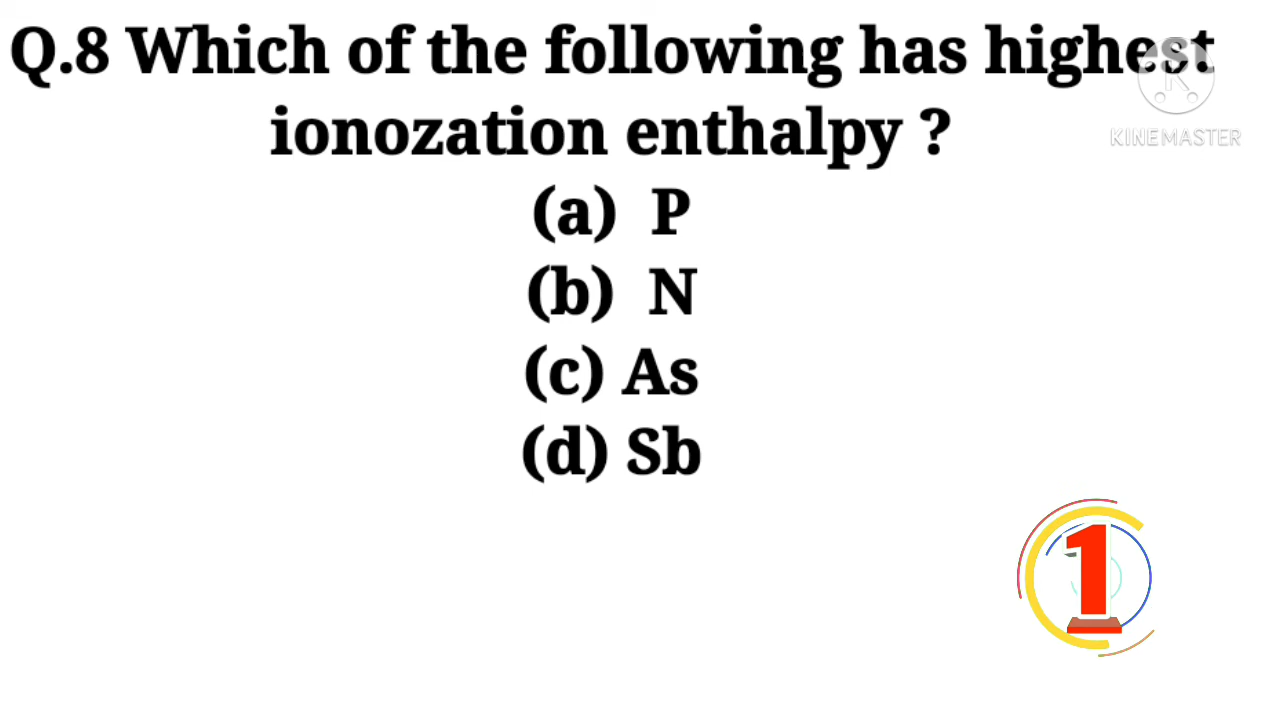 Q.8 Which of the following has highest
ionozation enthalpy ?
(a) P
(b) N
(c) As
(d) Sb
K
KINEMASTER
1